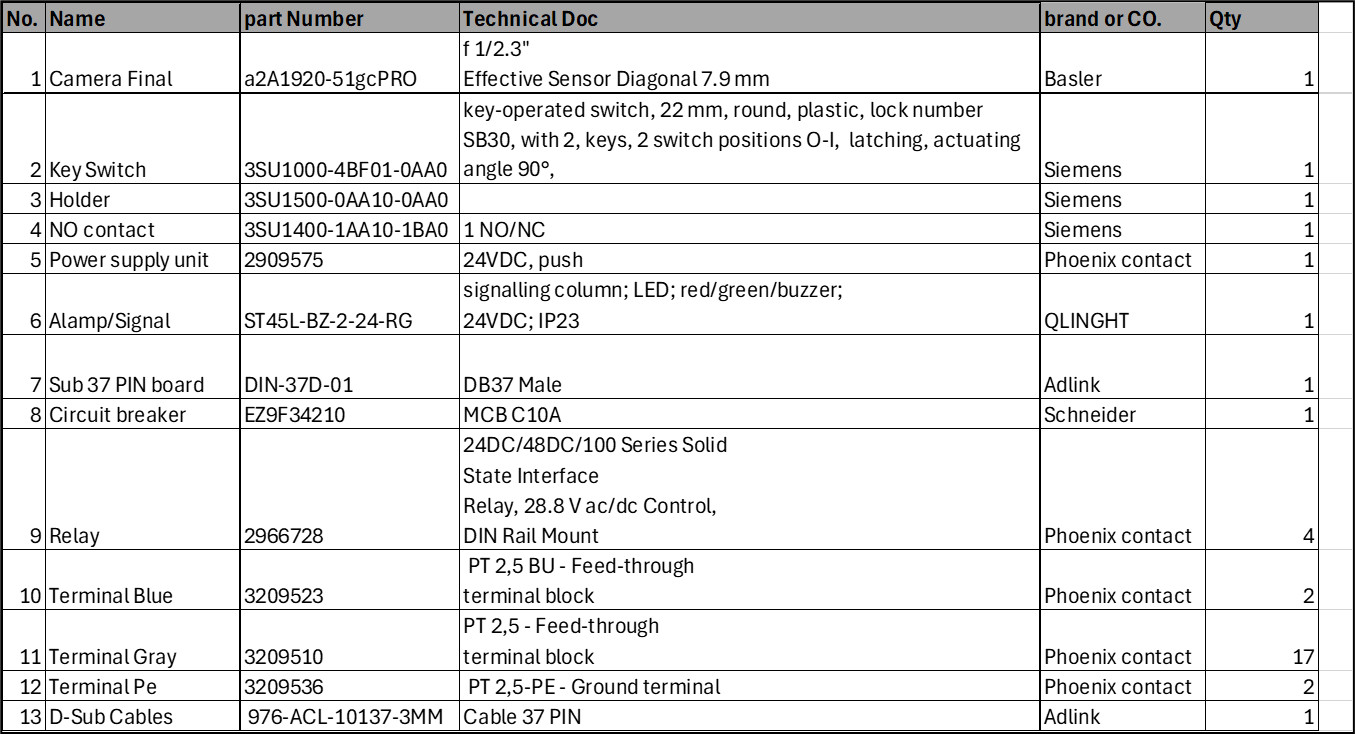 No. Name part Number Technical Doc brand or CO. Qty
f 1/2.3"
1 Camera Final a2A1920-51gcPRO Effective Sensor Diagonal 7.9 mm Basler 1
key-operated switch, 22 mm, round, plastic, lock number
SB30, with 2, keys, 2 switch positions O-I, latching, actuating
2 Key Switch 3SU1000-4BF01-0AA0 angle 90°, Siemens 1
3 Holder 3SU1500-0AA10-0AA0 Siemens 1
4 NO contact 3SU1400-1AA10-1BA0 1 NO/NC Siemens 1
5 Power supply unit 2909575 24VDC, push Phoenix contact 1
signalling column; LED; red/green/buzzer;
6 Alamp/Signal ST45L-BZ-2-24-RG 24VDC; IP23 QLINGHT 1
7 Sub 37 PIN board DIN-37D-01 DB37 Male Adlink 1
8 Circuit breaker EZ9F34210 MCB C10A Schneider 1
24DC/48DC/100 Series Solid
State Interface
Relay, 28.8 V ac/dc Control,
9 Relay 2966728 DIN Rail Mount Phoenix contact 4
PT 2,5 BU - Feed-through
10 Terminal Blue 3209523 terminal block Phoenix contact 2
PT 2,5 - Feed-through
11 Terminal Gray 3209510 terminal block Phoenix contact 17
12 Terminal Pe 3209536 PT 2,5-PE - Ground terminal Phoenix contact 2
13 D-Sub Cables 976-ACL-10137-3MM Cable 37 PIN Adlink 1